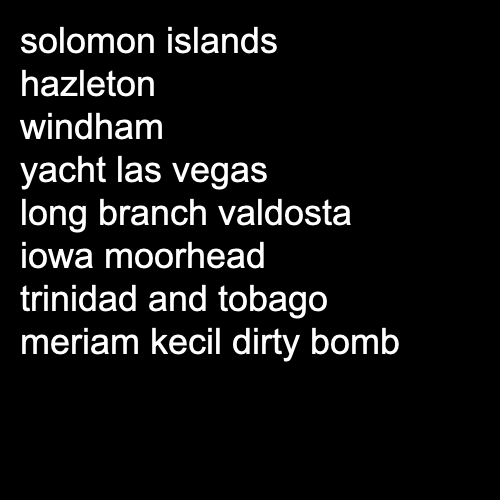 solomon islands
hazleton
windham
yacht las vegas
long branch valdosta
iowa moorhead
trinidad and tobago
meriam kecil dirty bomb